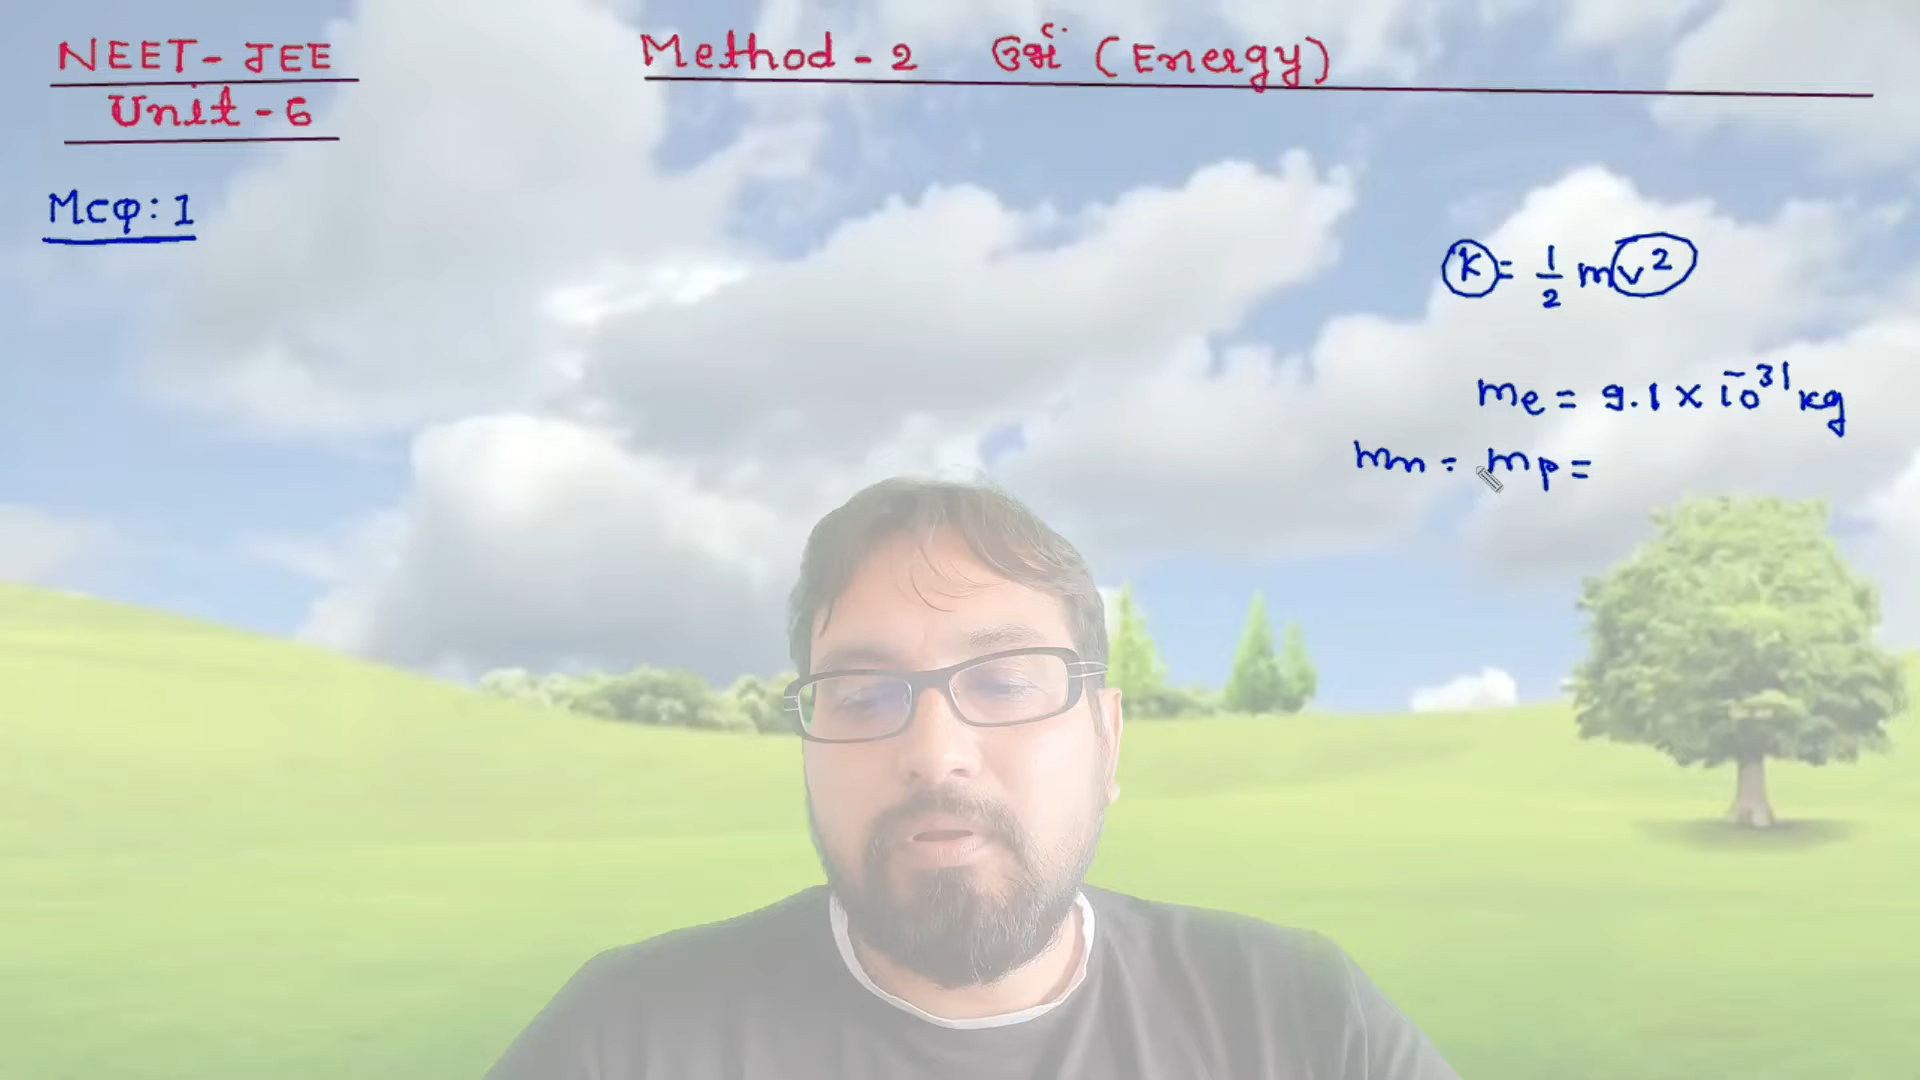 NEET - JEE
Unit - 6
Method - 2 ઊર્જા (Energy)
MCQ : 1
K = 1/2 mv²
me = 9.1 × 10⁻³¹ kg
mn = mp =